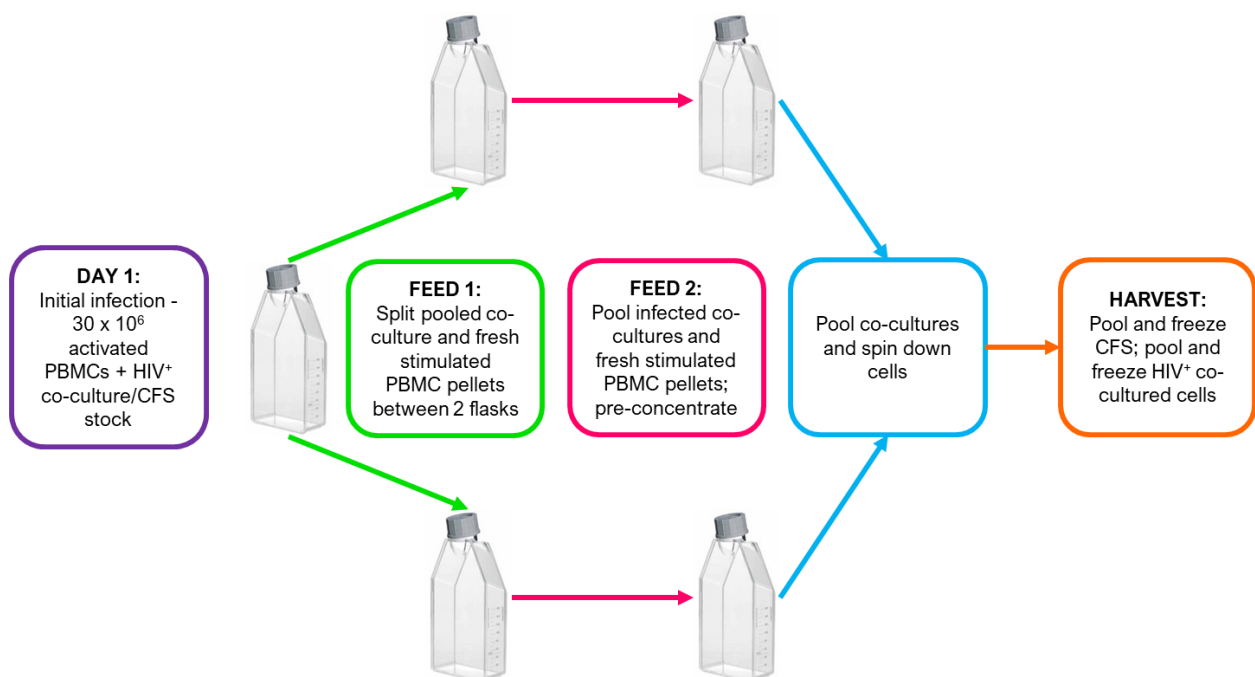 DAY 1:
Initial infection -
30 x 10⁶
activated
PBMCs + HIV⁺
co-culture/CFS
stock
FEED 1:
Split pooled co-
culture and fresh
stimulated
PBMC pellets
between 2 flasks
FEED 2:
Pool infected co-
cultures and
fresh stimulated
PBMC pellets;
pre-concentrate
Pool co-cultures
and spin down
cells
HARVEST:
Pool and freeze
CFS; pool and
freeze HIV⁺ co-
cultured cells